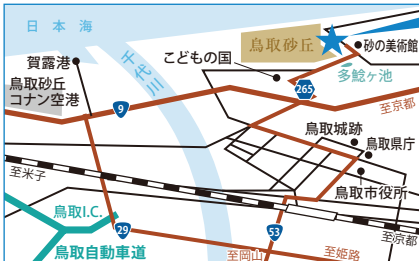 日本海
賀露港
鳥取砂丘
コナン空港
千代川
9
こどもの国
鳥取砂丘
砂の美術館
多鯰ヶ池
265
至京都
鳥取城跡
鳥取県庁
鳥取市役所
至米子
鳥取I.C.
29
鳥取自動車道
至岡山
53
至姫路
至京都